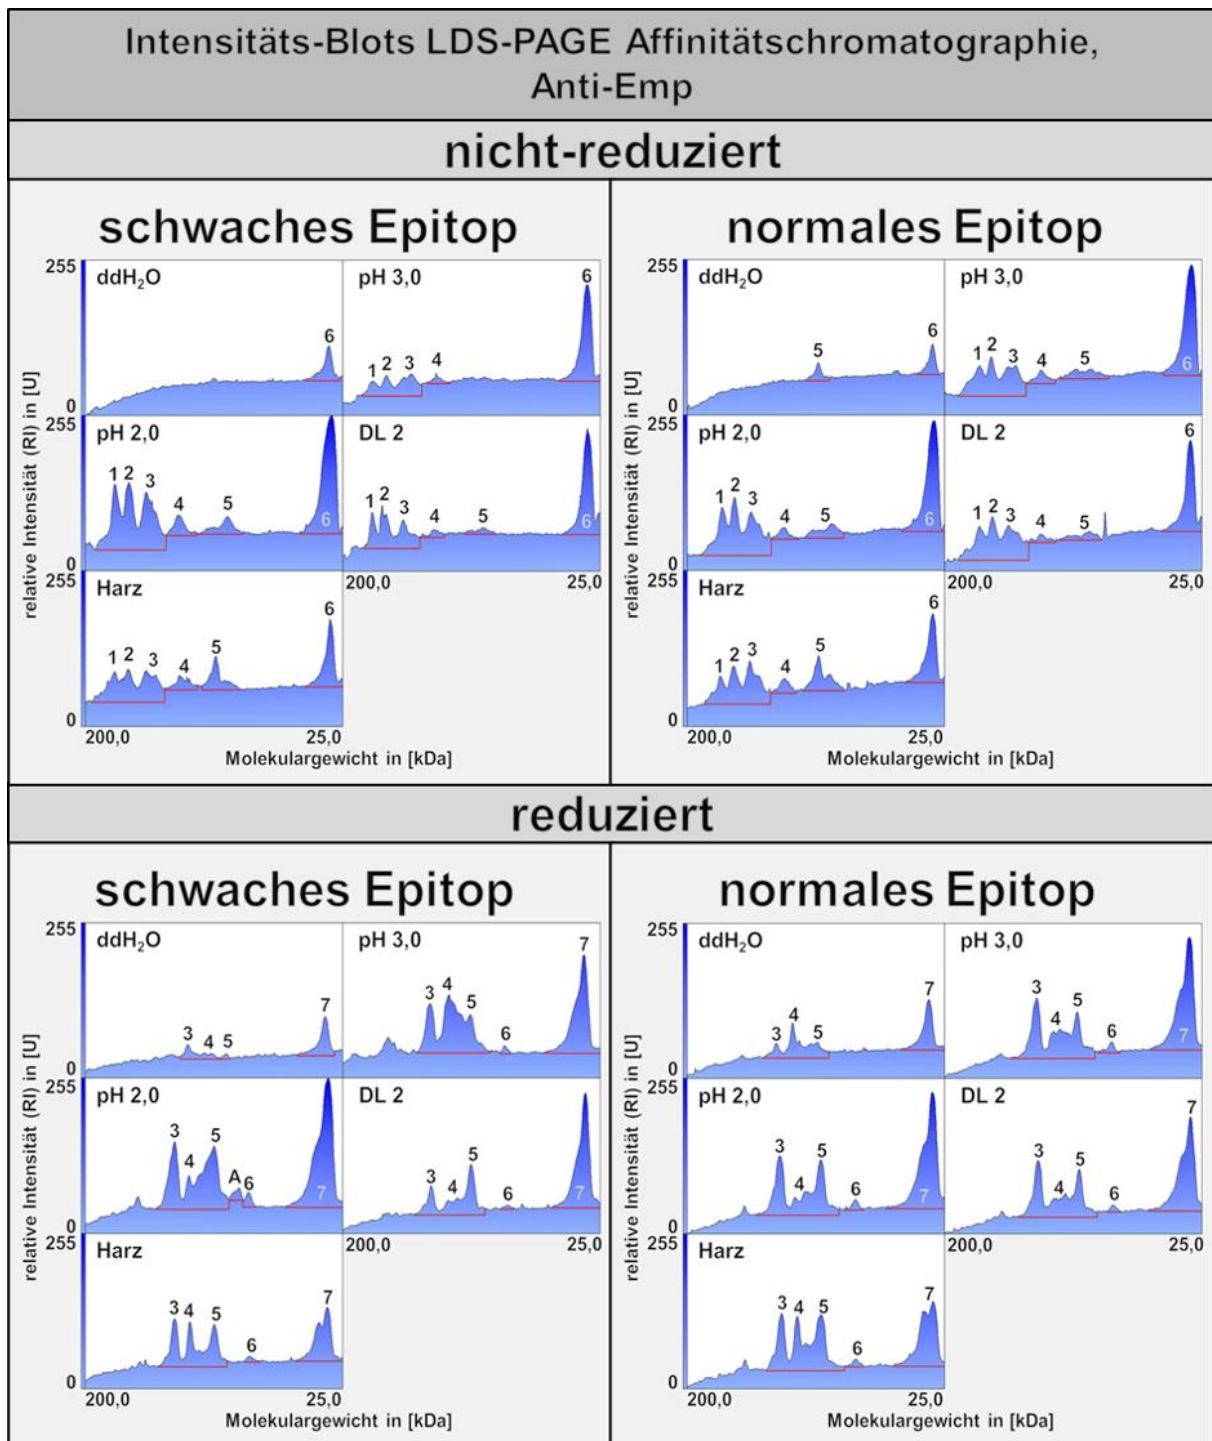 Intensitäts-Blots LDS-PAGE Affinitätschromatographie,
Anti-Emp
nicht-reduziert
schwaches Epitop
relative Intensität (RI) in [U]
255
0
ddH₂O
6
pH 3,0
1 2 3 4 6
255
0
pH 2,0
1 2 3 4 5 6
DL 2
1 2 3 4 5 6
200,0 25,0
255
0
Harz
1 2 3 4 5 6
200,0 25,0
Molekulargewicht in [kDa]
normales Epitop
relative Intensität (RI) in [U]
255
0
ddH₂O
5 6
pH 3,0
1 2 3 4 5 6
255
0
pH 2,0
1 2 3 4 5 6
DL 2
1 2 3 4 5 6
200,0 25,0
255
0
Harz
1 2 3 4 5 6
200,0 25,0
Molekulargewicht in [kDa]
reduziert
schwaches Epitop
relative Intensität (RI) in [U]
255
0
ddH₂O
3 4 5 7
pH 3,0
3 4 5 6 7
255
0
pH 2,0
3 4 5 A 6 7
DL 2
3 4 5 6 7
200,0 25,0
255
0
Harz
3 4 5 6 7
200,0 25,0
Molekulargewicht in [kDa]
normales Epitop
relative Intensität (RI) in [U]
255
0
ddH₂O
3 4 5 7
pH 3,0
3 4 5 6 7
255
0
pH 2,0
3 4 5 6 7
DL 2
3 4 5 6 7
200,0 25,0
255
0
Harz
3 4 5 6 7
200,0 25,0
Molekulargewicht in [kDa]